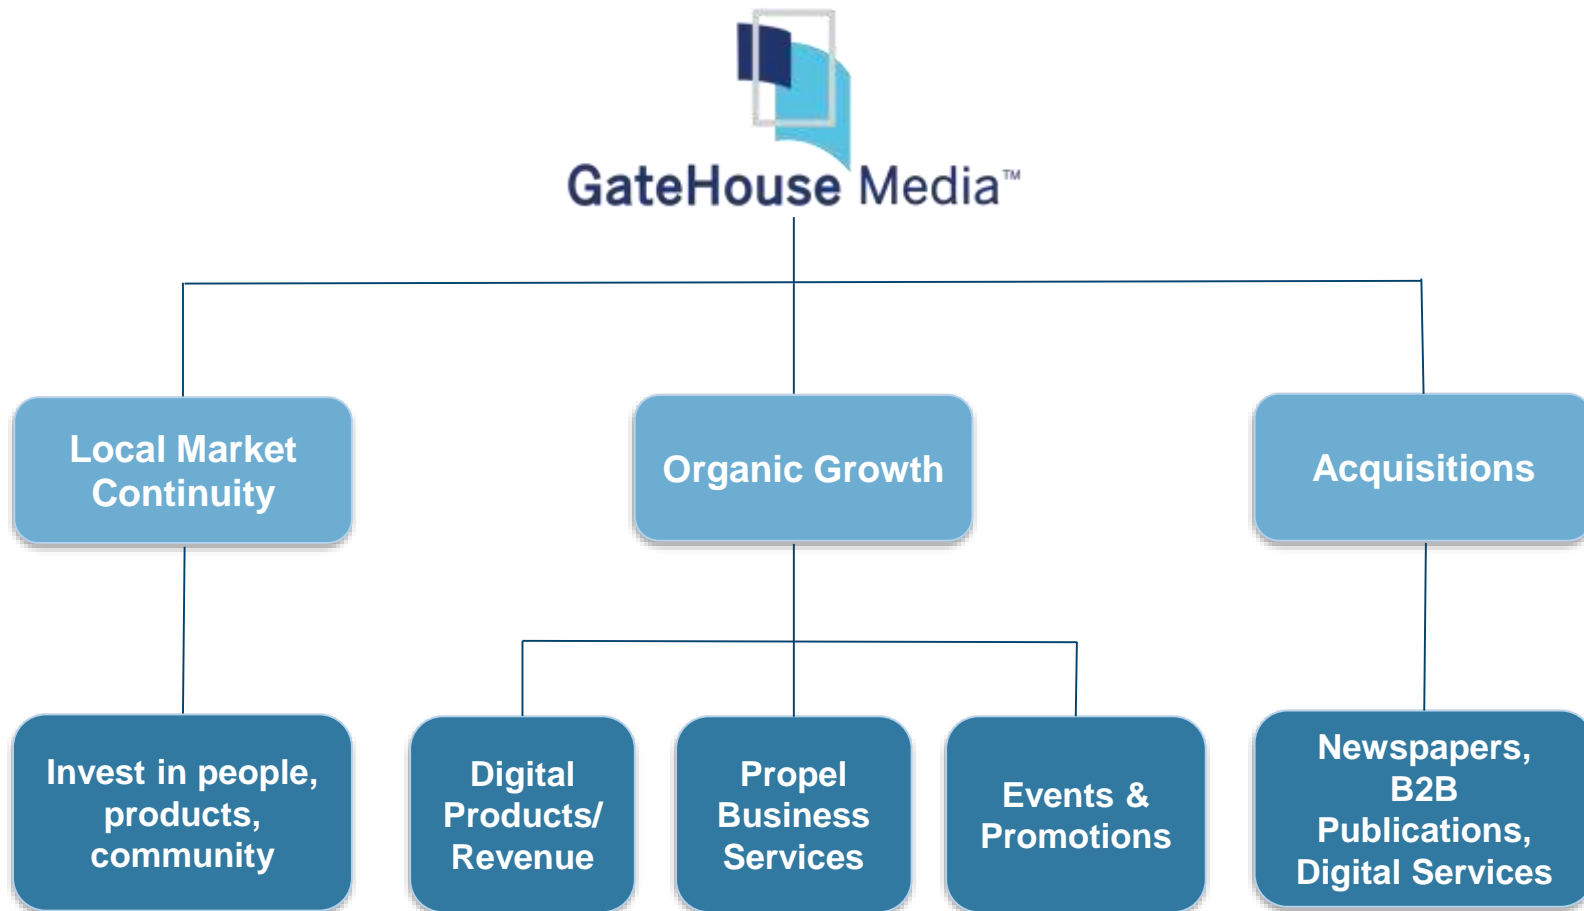 GateHouse Media™
Local Market
Continuity
Organic Growth
Acquisitions
Invest in people,
products,
community
Digital
Products/
Revenue
Propel
Business
Services
Events &
Promotions
Newspapers,
B2B
Publications,
Digital Services